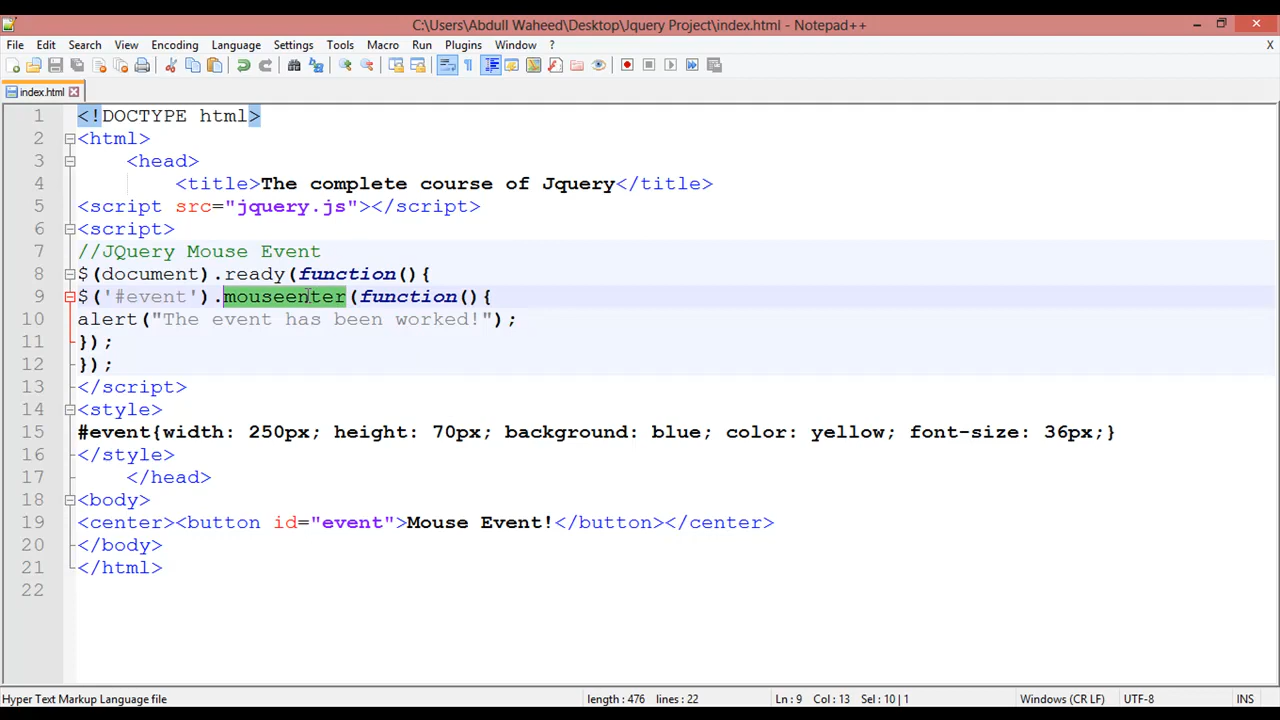 C:\Users\Abdull Waheed\Desktop\Jquery Project\index.html - Notepad++
File Edit Search View Encoding Language Settings Tools Macro Run Plugins Window ? X
index.html
1 <!DOCTYPE html>
2 <html>
3 <head>
4 <title>The complete course of Jquery</title>
5 <script src="jquery.js"></script>
6 <script>
7 //JQuery Mouse Event
8 $(document).ready(function(){
9 $('#event').mouseenter(function(){
10 alert("The event has been worked!");
11 });
12 });
13 </script>
14 <style>
15 #event{width: 250px; height: 70px; background: blue; color: yellow; font-size: 36px;}
16 </style>
17 </head>
18 <body>
19 <center><button id="event">Mouse Event!</button></center>
20 </body>
21 </html>
22
Hyper Text Markup Language file length : 476 lines : 22 Ln : 9 Col : 13 Sel : 10 | 1 Windows (CR LF) UTF-8 INS